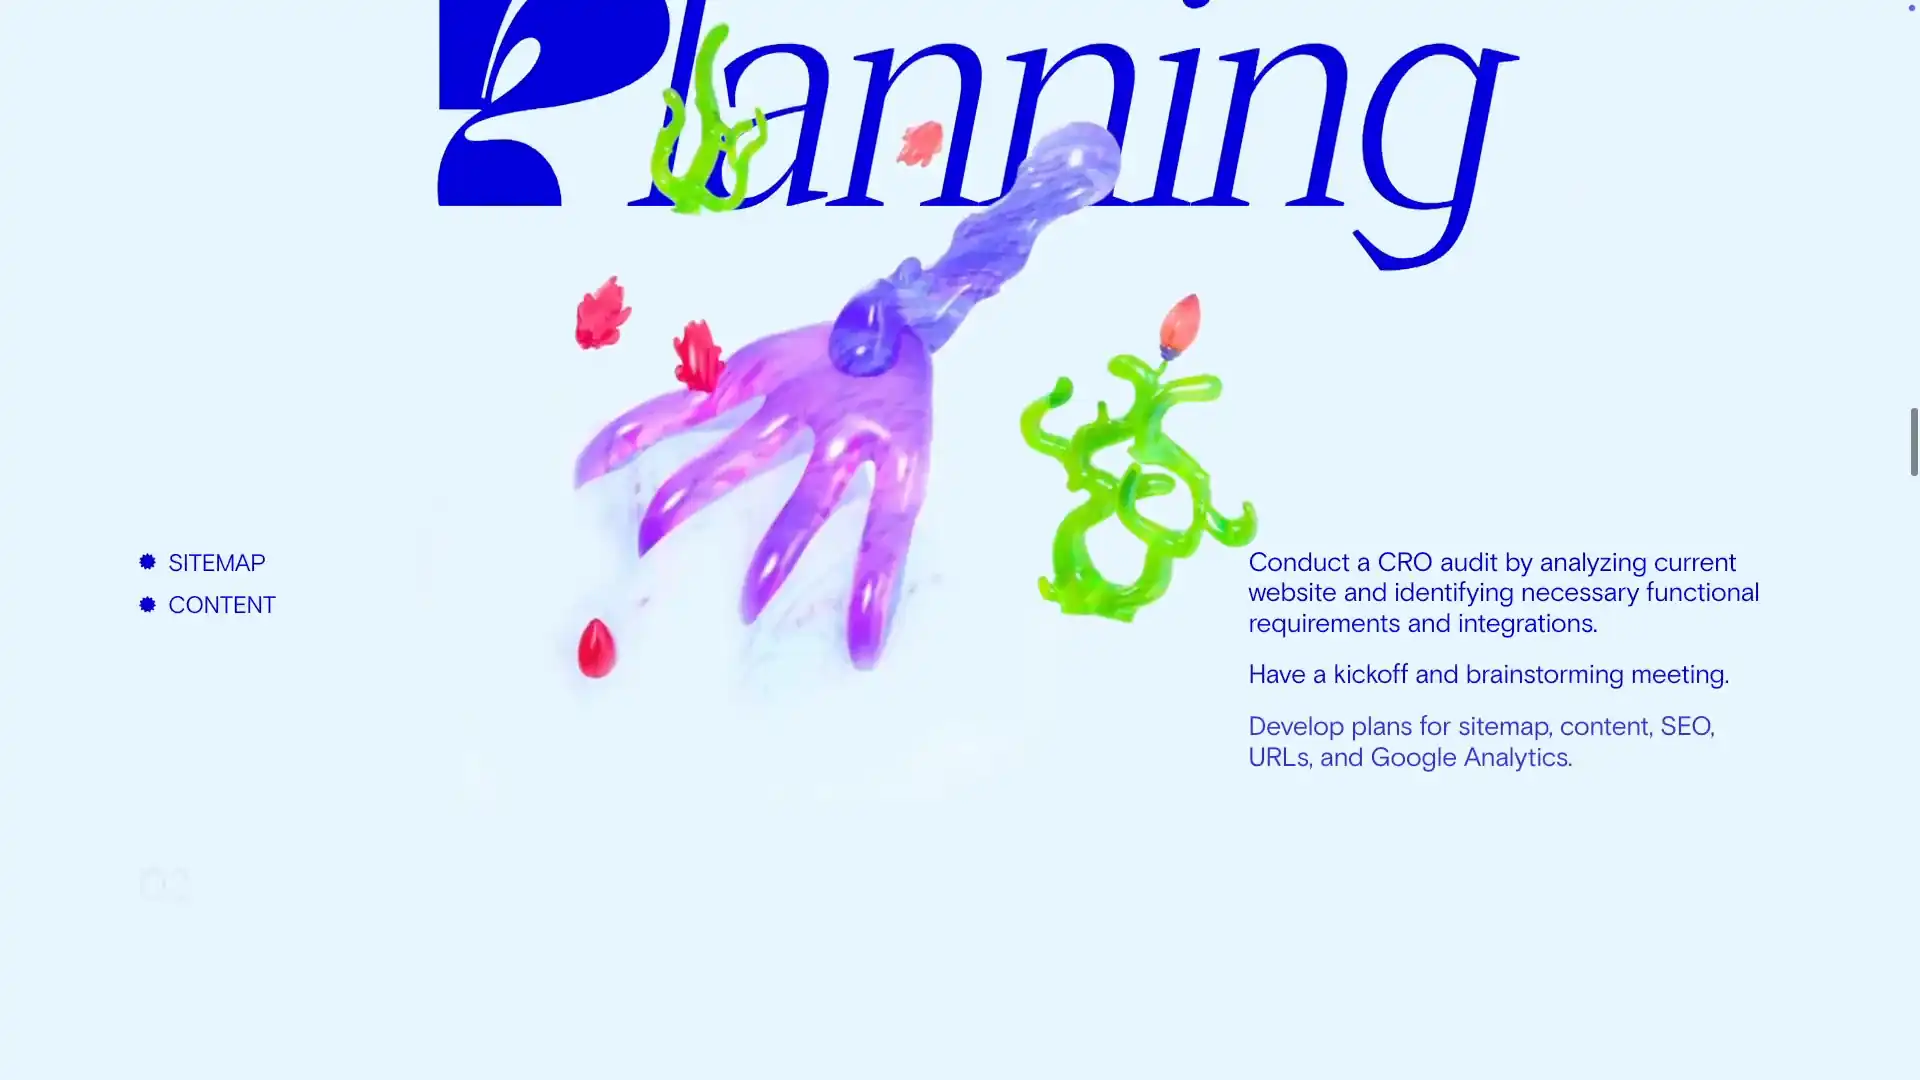 Planning
SITEMAP
CONTENT
Conduct a CRO audit by analyzing current
website and identifying necessary functional
requirements and integrations.
Have a kickoff and brainstorming meeting.
Develop plans for sitemap, content, SEO,
URLs, and Google Analytics.